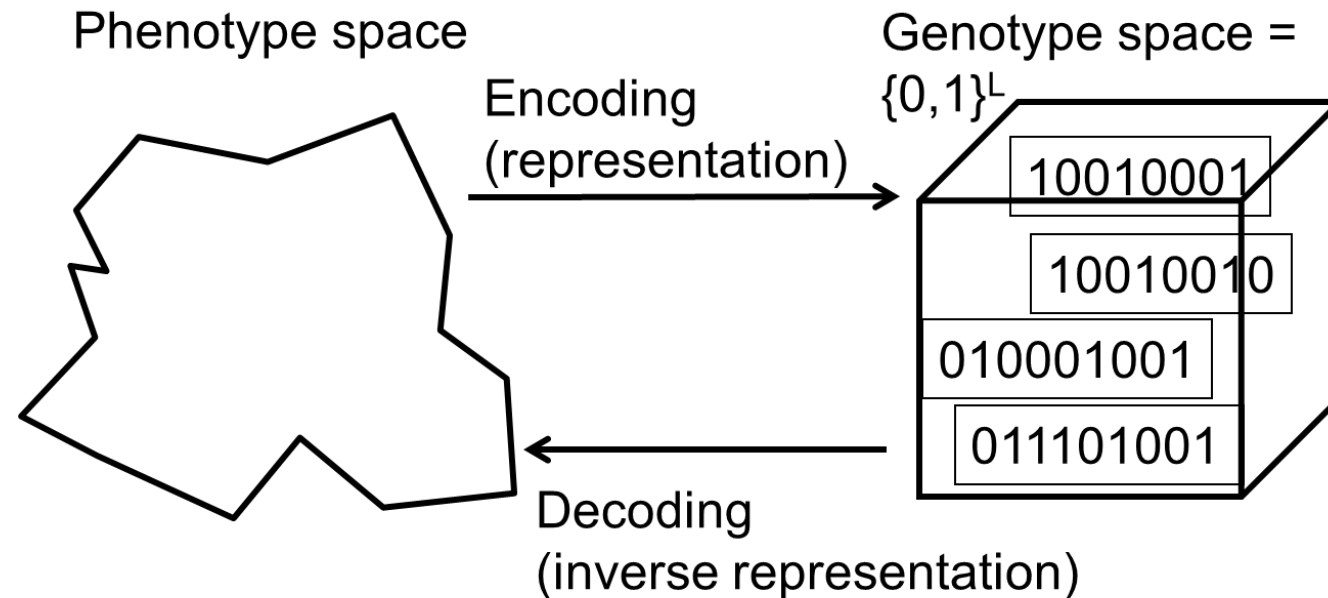 Phenotype space
Genotype space =
{0,1}L
Encoding
(representation)
10010001
10010010
010001001
011101001
Decoding
(inverse representation)